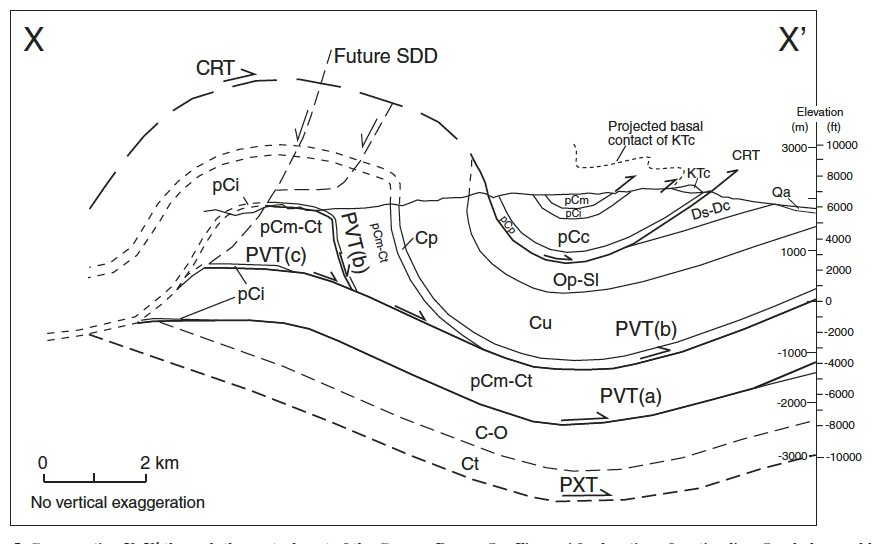 X
X'
Future SDD
CRT
Elevation
(m) (ft)
Projected basal
contact of KTc
3000
10000
CRT
8000
KTc
Qa
pCi
pCm
6000
pCi
Ds-Dc
pCm-Ct
PVT(b)
pCm-Ct
Cp
pCp
pCc
4000
PVT(c)
1000
Op-Sl
2000
pCi
0
Cu
PVT(b)
-2000
-1000
-4000
pCm-Ct
PVT(a)
-6000
-2000
-8000
C-O
Ct
-3000
-10000
0
2 km
PXT
No vertical exaggeration